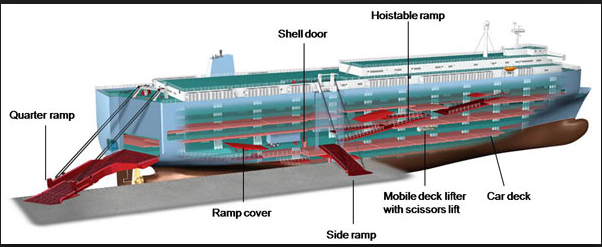 Hoistable ramp
Shell door
Quarter ramp
Ramp cover
Mobile deck lifter
with scissors lift
Car deck
Side ramp